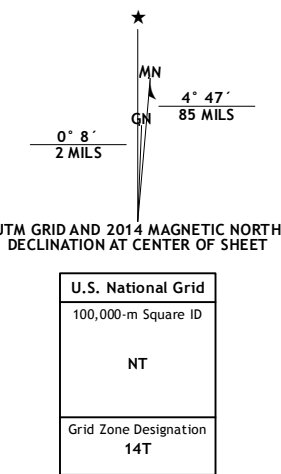 ★
MN
GN
4° 47´
85 MILS
0° 8´
2 MILS
UTM GRID AND 2014 MAGNETIC NORTH
DECLINATION AT CENTER OF SHEET
U.S. National Grid
100,000-m Square ID
NT
Grid Zone Designation
14T